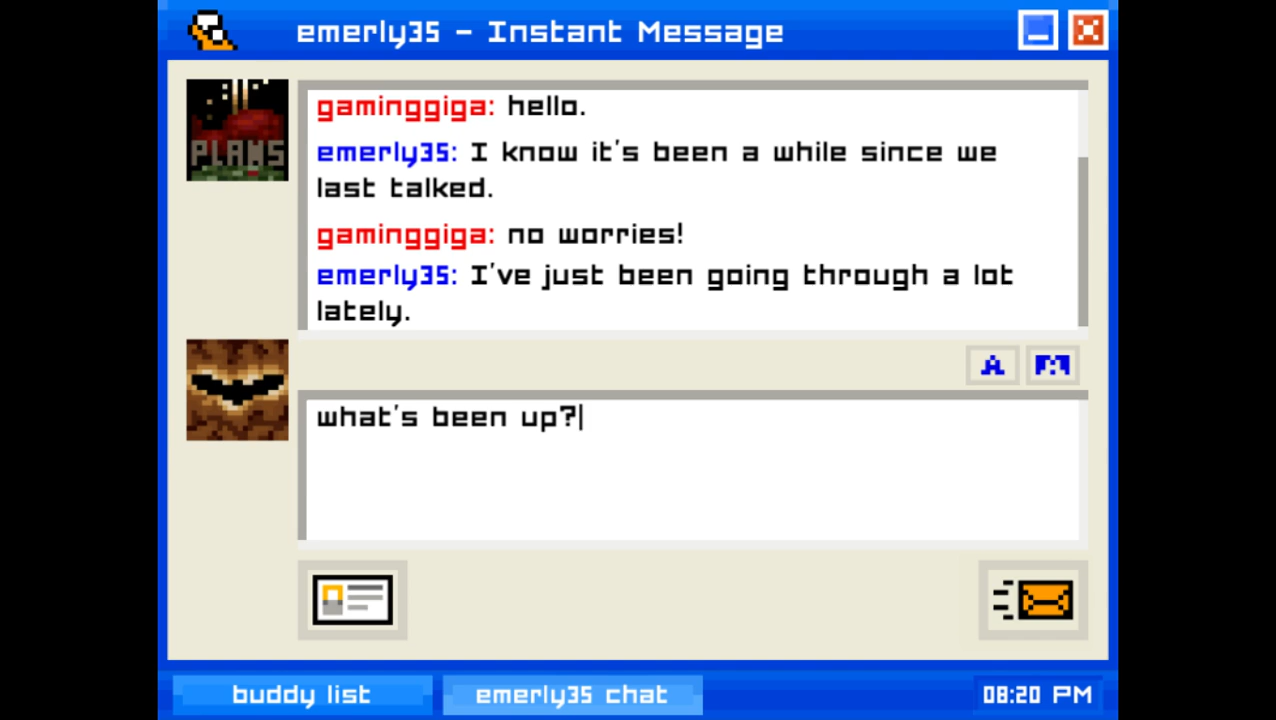 emerly35 - Instant Message
PLANS
gaminggiga: hello.
emerly35: I know it's been a while since we
last talked.
gaminggiga: no worries!
emerly35: I've just been going through a lot
lately.
A
what's been up?
buddy list
emerly35 chat
08:20 PM